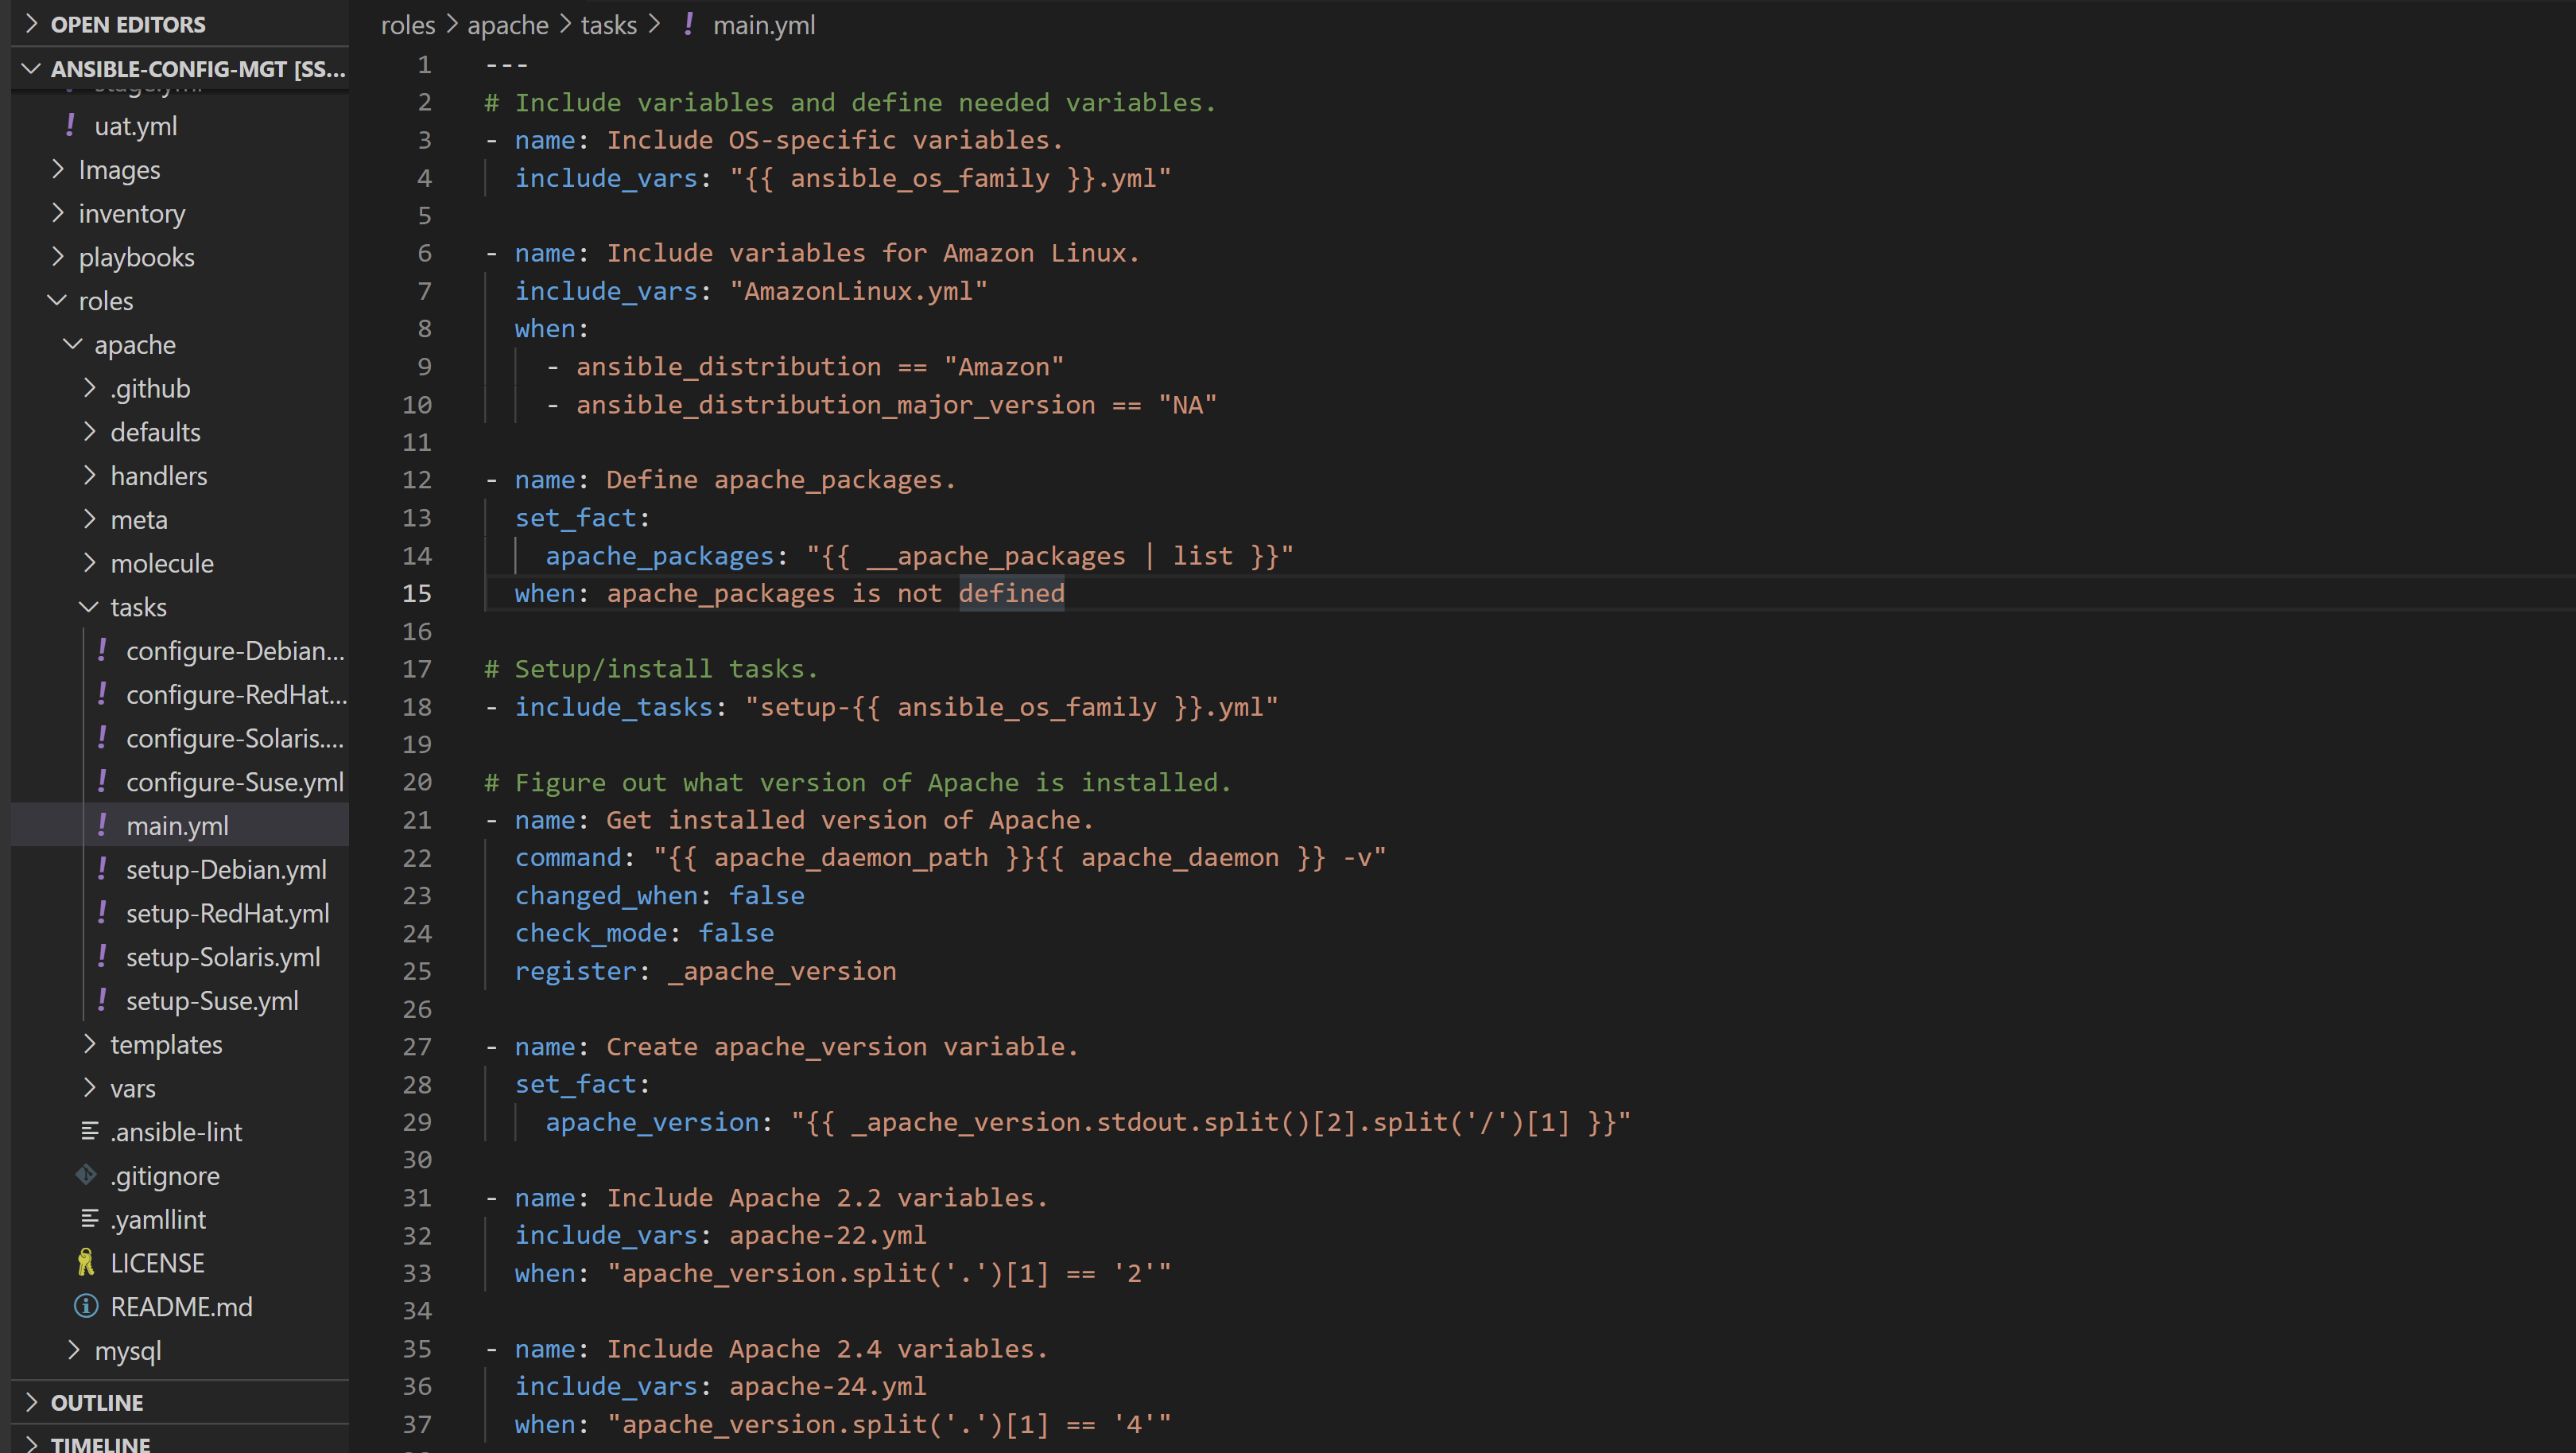 OPEN EDITORS
ANSIBLE-CONFIG-MGT [SS...
stage.yml
uat.yml
Images
inventory
playbooks
roles
apache
.github
defaults
handlers
meta
molecule
tasks
configure-Debian...
configure-RedHat...
configure-Solaris....
configure-Suse.yml
main.yml
setup-Debian.yml
setup-RedHat.yml
setup-Solaris.yml
setup-Suse.yml
templates
vars
.ansible-lint
.gitignore
.yamllint
LICENSE
README.md
mysql
OUTLINE
TIMELINE
roles > apache > tasks > ! main.yml
1 ---
2 # Include variables and define needed variables.
3 - name: Include OS-specific variables.
4 include_vars: "{{ ansible_os_family }}.yml"
5
6 - name: Include variables for Amazon Linux.
7 include_vars: "AmazonLinux.yml"
8 when:
9 - ansible_distribution == "Amazon"
10 - ansible_distribution_major_version == "NA"
11
12 - name: Define apache_packages.
13 set_fact:
14 apache_packages: "{{ __apache_packages | list }}"
15 when: apache_packages is not defined
16
17 # Setup/install tasks.
18 - include_tasks: "setup-{{ ansible_os_family }}.yml"
19
20 # Figure out what version of Apache is installed.
21 - name: Get installed version of Apache.
22 command: "{{ apache_daemon_path }}{{ apache_daemon }} -v"
23 changed_when: false
24 check_mode: false
25 register: _apache_version
26
27 - name: Create apache_version variable.
28 set_fact:
29 apache_version: "{{ _apache_version.stdout.split()[2].split('/')[1] }}"
30
31 - name: Include Apache 2.2 variables.
32 include_vars: apache-22.yml
33 when: "apache_version.split('.')[1] == '2'"
34
35 - name: Include Apache 2.4 variables.
36 include_vars: apache-24.yml
37 when: "apache_version.split('.')[1] == '4'"